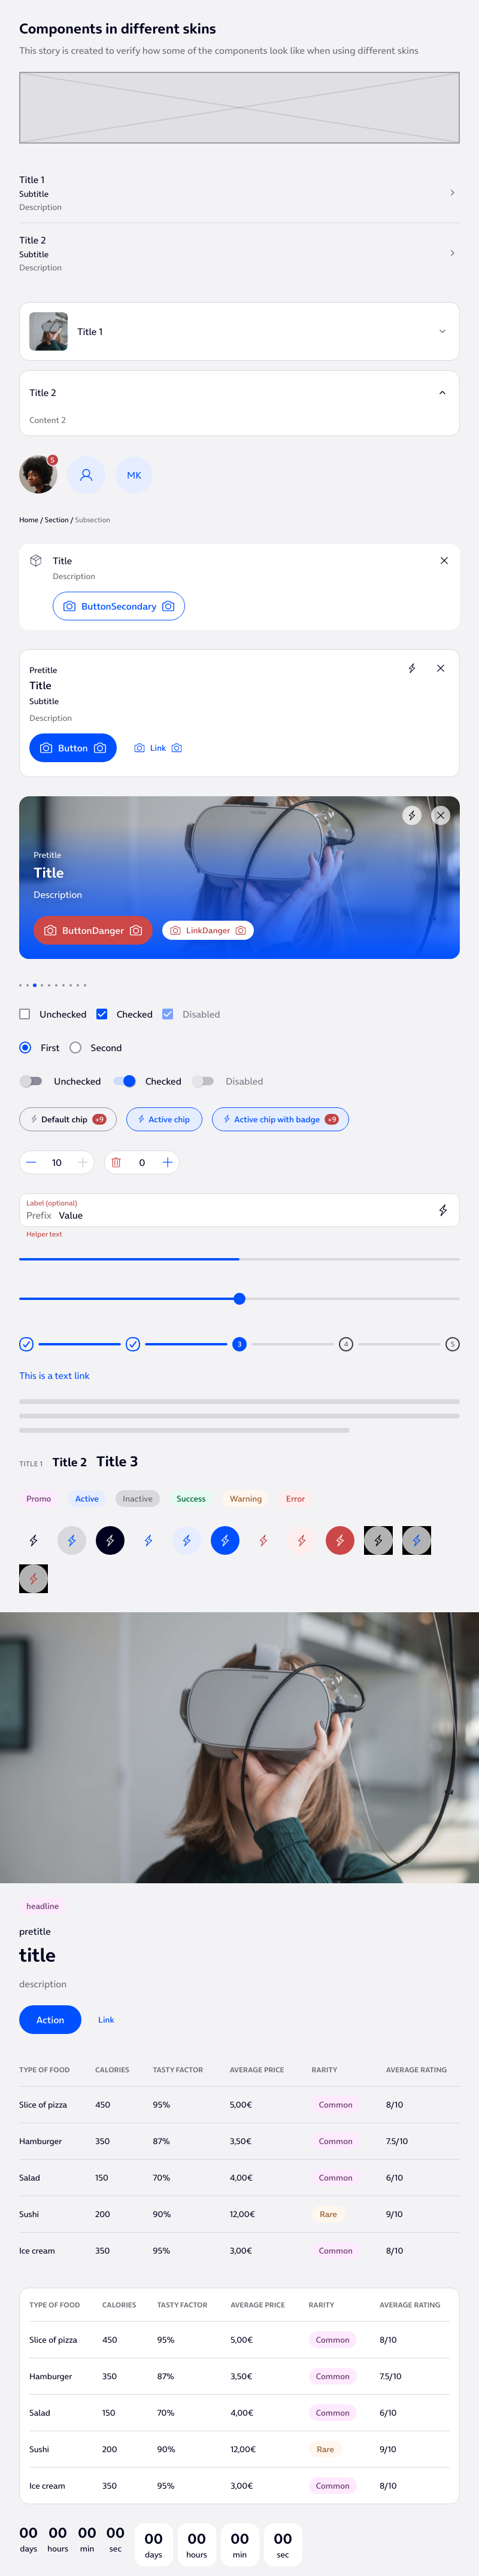 Components in different skins
This story is created to verify how some of the components look like when using different skins
Title 1
Subtitle
Description
Title 2
Subtitle
Description
Title 1
Title 2
Content 2
5
MK
Home / Section / Subsection
Title
Description
ButtonSecondary
Pretitle
Title
Subtitle
Description
Button Link
oculus
Pretitle
Title
Description
ButtonDanger LinkDanger
Unchecked Checked Disabled
First Second
Unchecked Checked Disabled
Default chip +9 Active chip Active chip with badge +9
10 0
Label (optional)
Prefix Value
Helper text
3 4 5
This is a text link
TITLE 1 Title 2 Title 3
Promo Active Inactive Success Warning Error
headline
pretitle
title
description
Action Link
TYPE OF FOOD CALORIES TASTY FACTOR AVERAGE PRICE RARITY AVERAGE RATING
Slice of pizza 450 95% 5,00€ Common 8/10
Hamburger 350 87% 3,50€ Common 7.5/10
Salad 150 70% 4,00€ Common 6/10
Sushi 200 90% 12,00€ Rare 9/10
Ice cream 350 95% 3,00€ Common 8/10
TYPE OF FOOD CALORIES TASTY FACTOR AVERAGE PRICE RARITY AVERAGE RATING
Slice of pizza 450 95% 5,00€ Common 8/10
Hamburger 350 87% 3,50€ Common 7.5/10
Salad 150 70% 4,00€ Common 6/10
Sushi 200 90% 12,00€ Rare 9/10
Ice cream 350 95% 3,00€ Common 8/10
00 00 00 00 00 00 00 00
days hours min sec days hours min sec